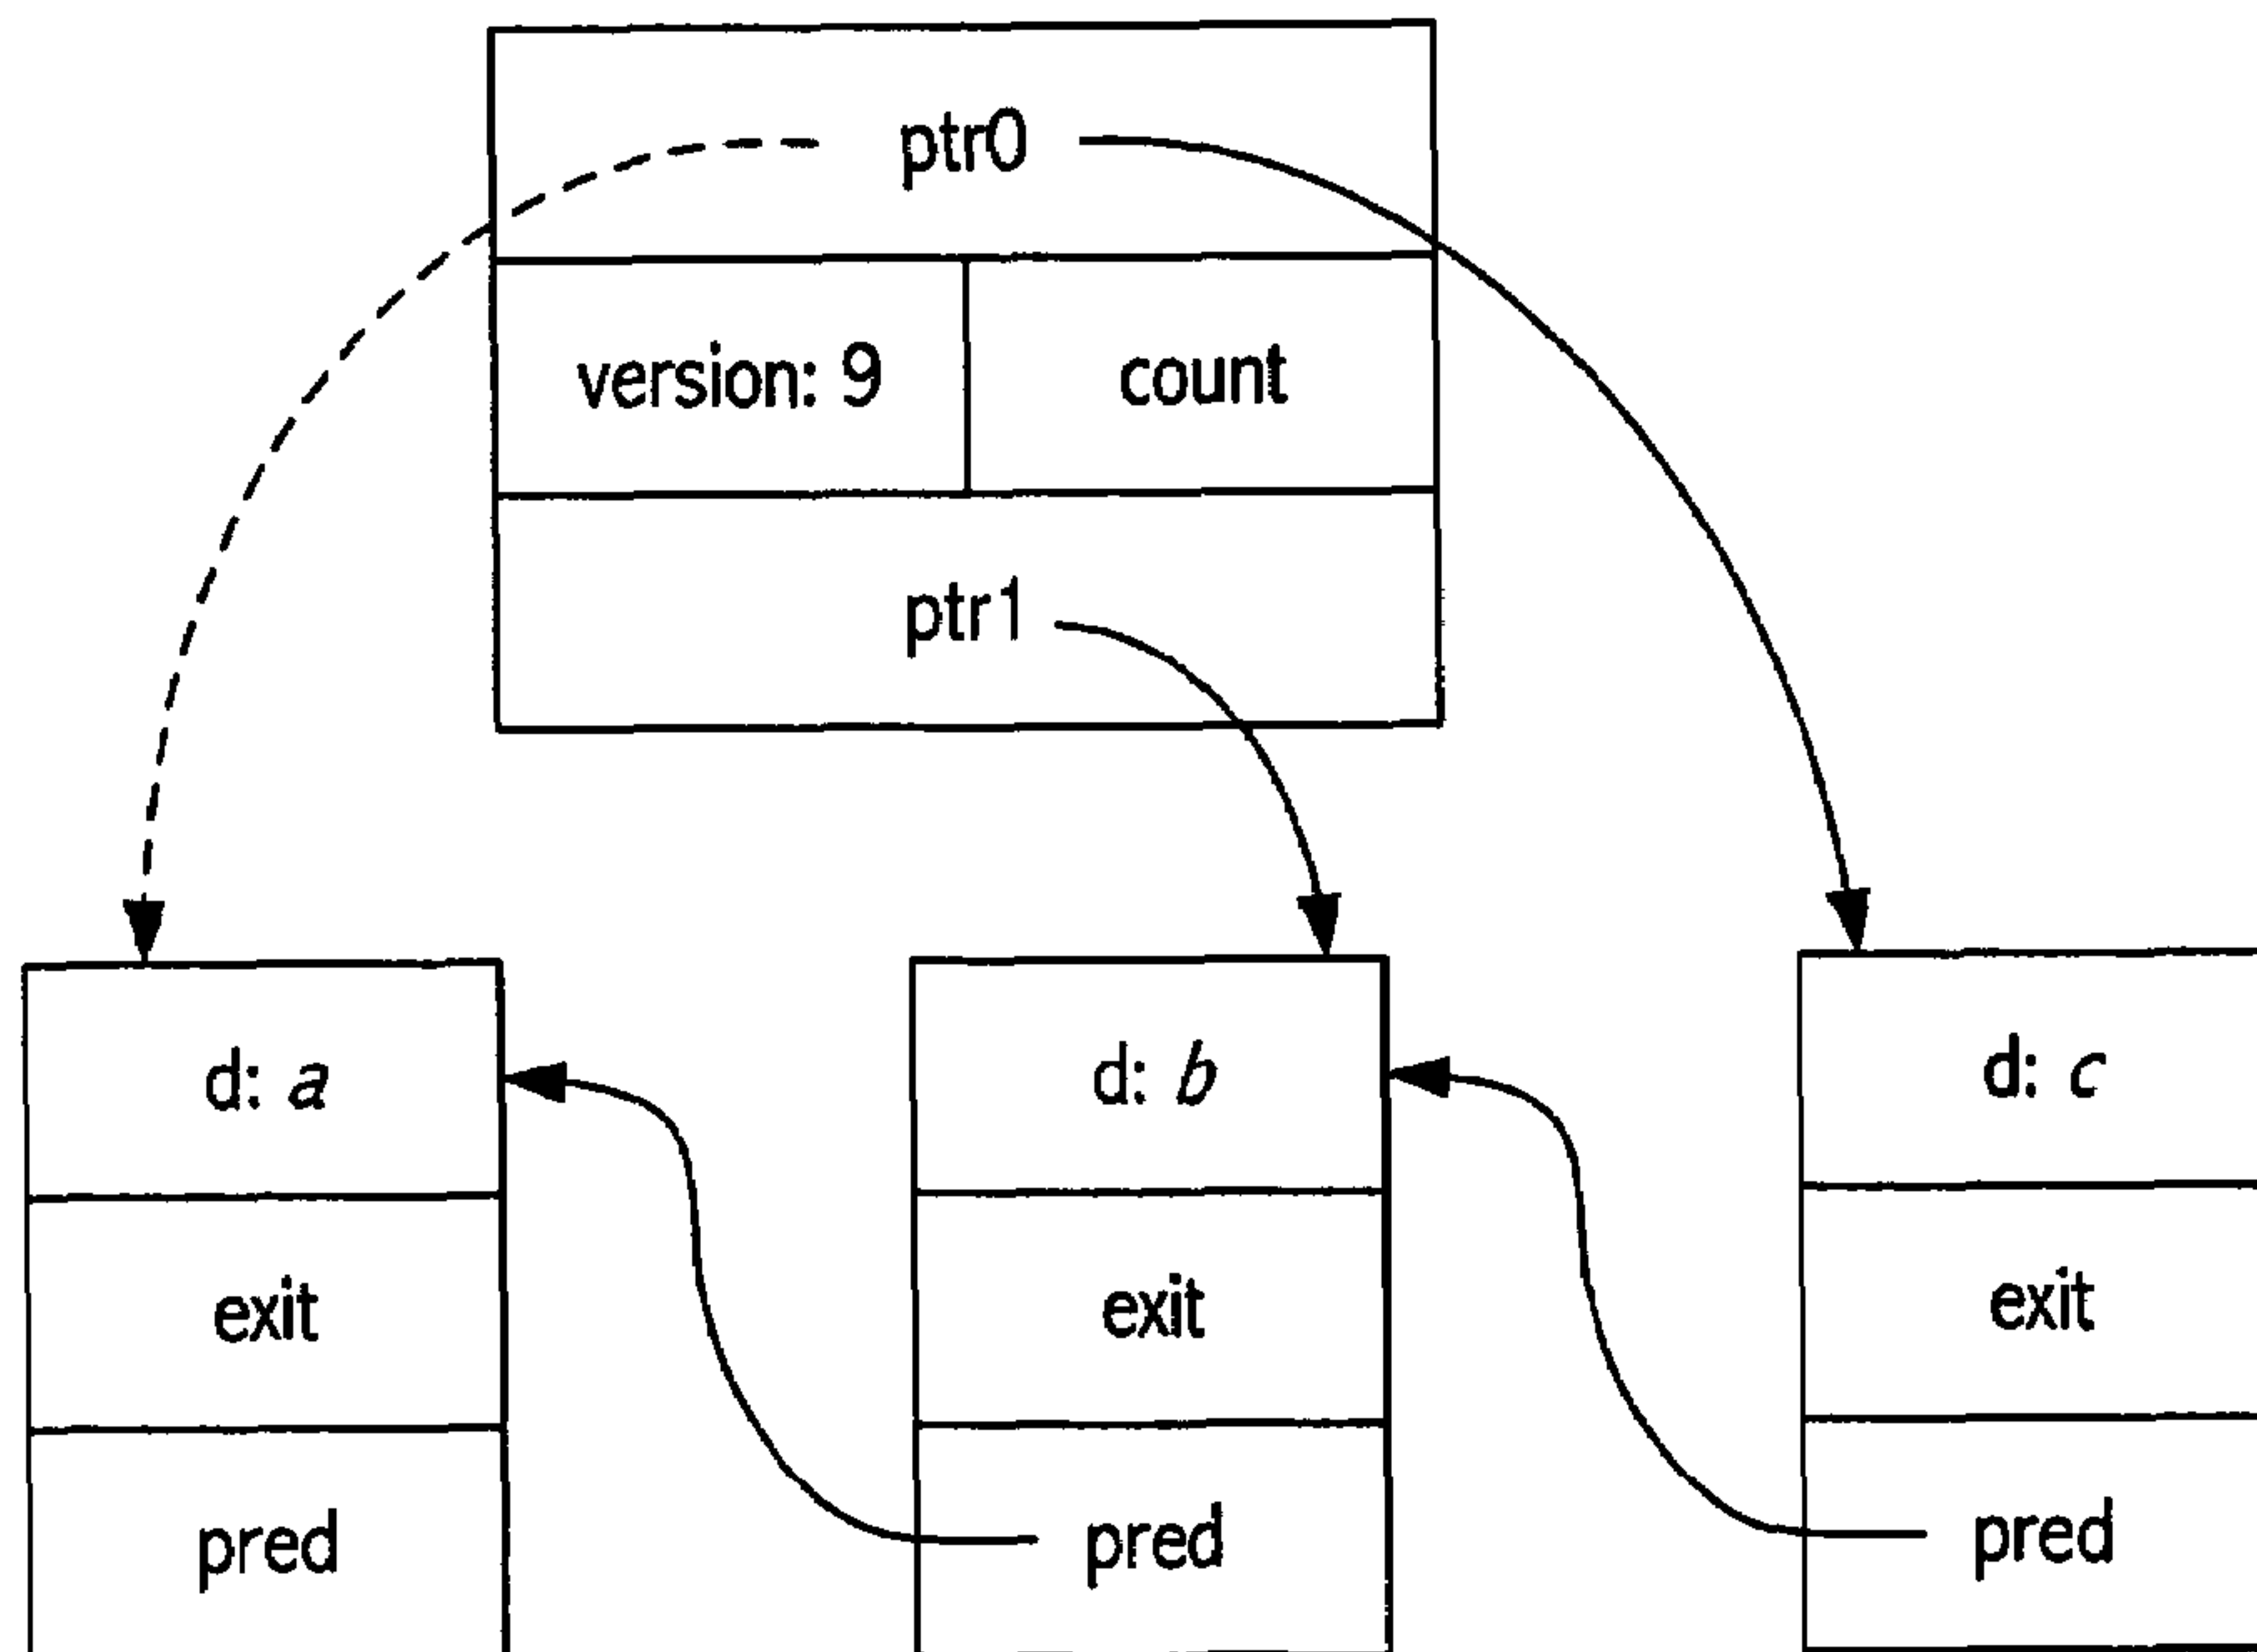 ptr0
version: 9 count
ptr1
d: a d: b d: c
exit exit exit
pred pred pred